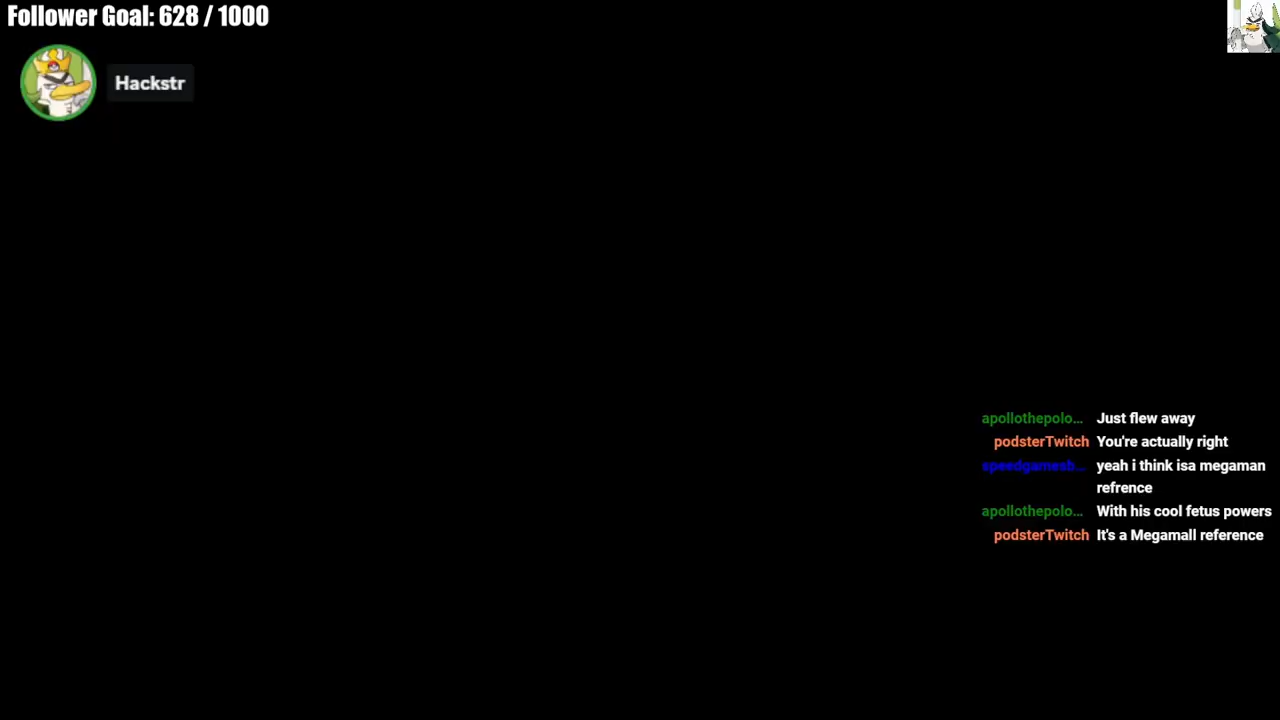 Follower Goal: 628 / 1000
Hackstr
apollothepolo... Just flew away
podsterTwitch You're actually right
speedgamesh... yeah i think isa megaman
refrence
apollothepolo... With his cool fetus powers
podsterTwitch It's a Megamall reference